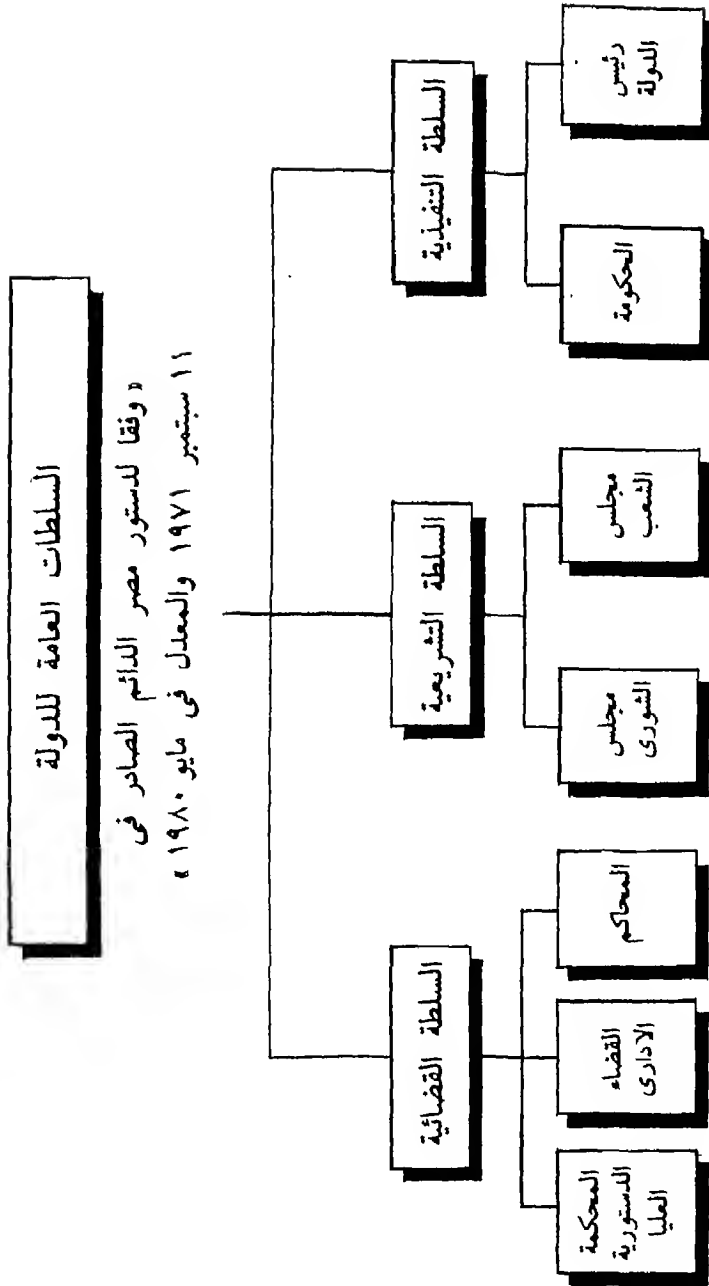 السلطات العامة للدولة
« وفقا لدستور مصر الدائم الصادر فى
١١ سبتمبر ١٩٧١ والمعدل فى مايو ١٩٨٠ »
السلطة التنفيذية
السلطة التشريعية
السلطة القضائية
رئيس
الدولة
الحكومة
مجلس
الشعب
مجلس
الشورى
المحاكم
القضاء
الادارى
المحكمة
الدستورية
العليا